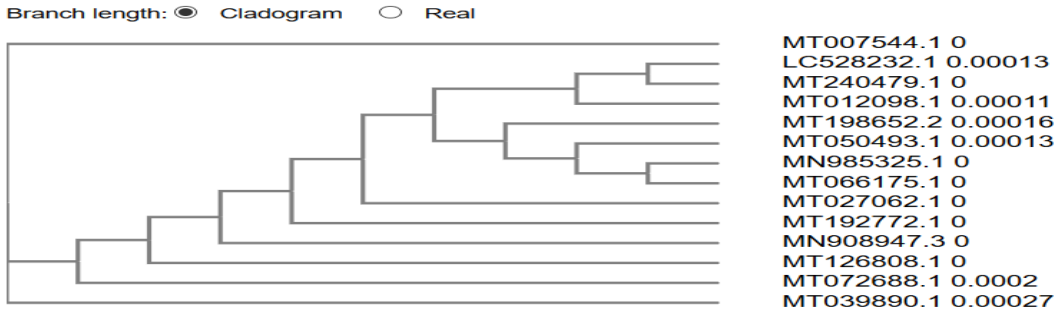 Branch length: Cladogram Real
MT007544.1 0
LC528232.1 0.00013
MT240479.1 0
MT012098.1 0.00011
MT198652.2 0.00016
MT050493.1 0.00013
MN985325.1 0
MT066175.1 0
MT027062.1 0
MT192772.1 0
MN908947.3 0
MT126808.1 0
MT072688.1 0.0002
MT039890.1 0.00027